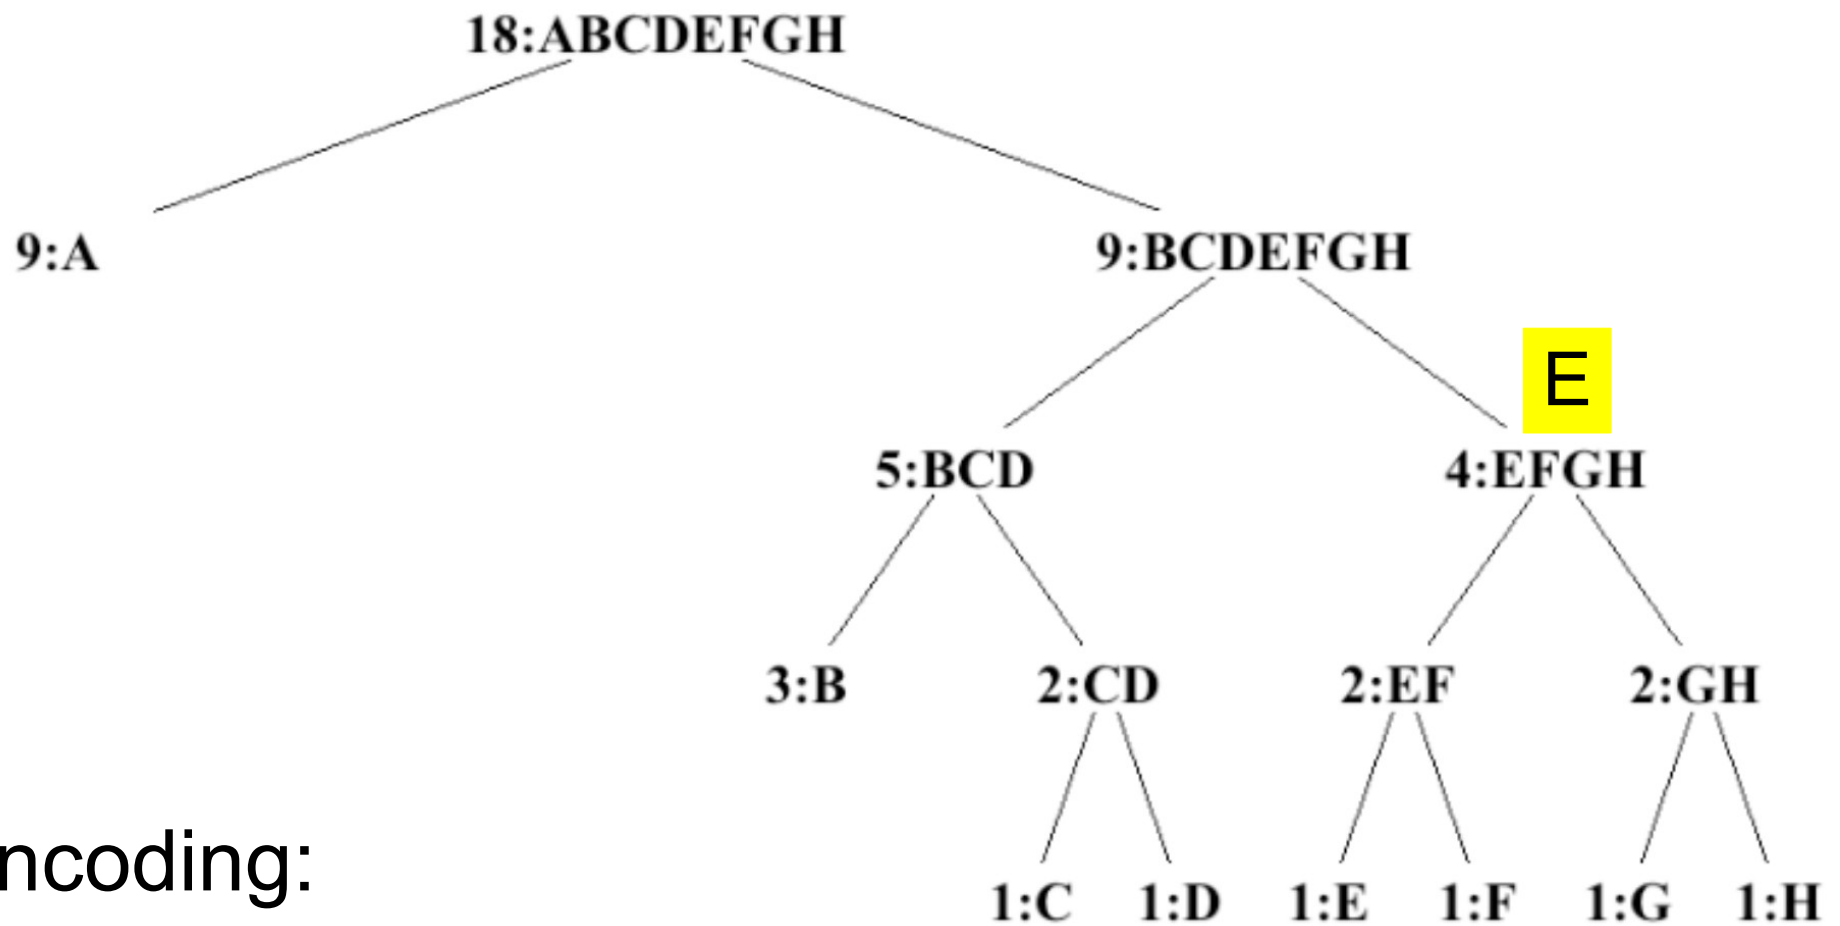 18:ABCDEFGH
9:A 9:BCDEFGH
E
5:BCD 4:EFGH
3:B 2:CD 2:EF 2:GH
ncoding:
1:C 1:D 1:E 1:F 1:G 1:H